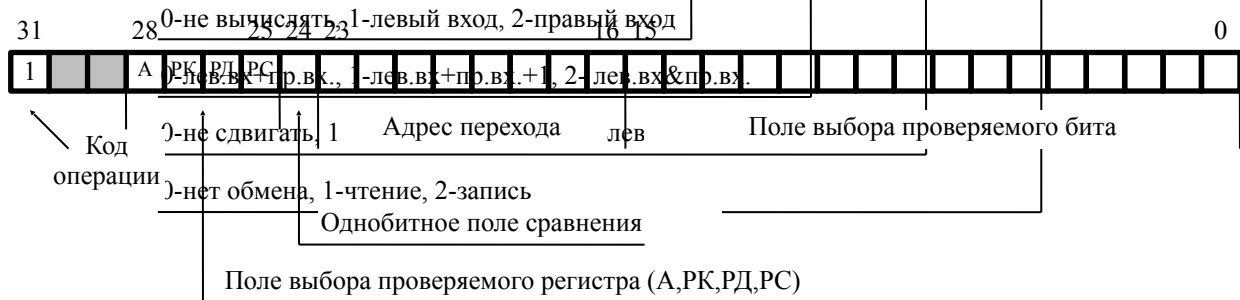 0-не вычислять, 1-левый вход, 2-правый вход
31 28 25 24 23 16 15 0
1 А РК РД РС
0-лев.вх+пр.вх., 1-лев.вх+пр.вх.+1, 2- лев.вх&пр.вх.
0-не сдвигать, 1 лев
Адрес перехода Поле выбора проверяемого бита
Код
операции
0-нет обмена, 1-чтение, 2-запись
Однобитное поле сравнения
Поле выбора проверяемого регистра (А,РК,РД,РС)